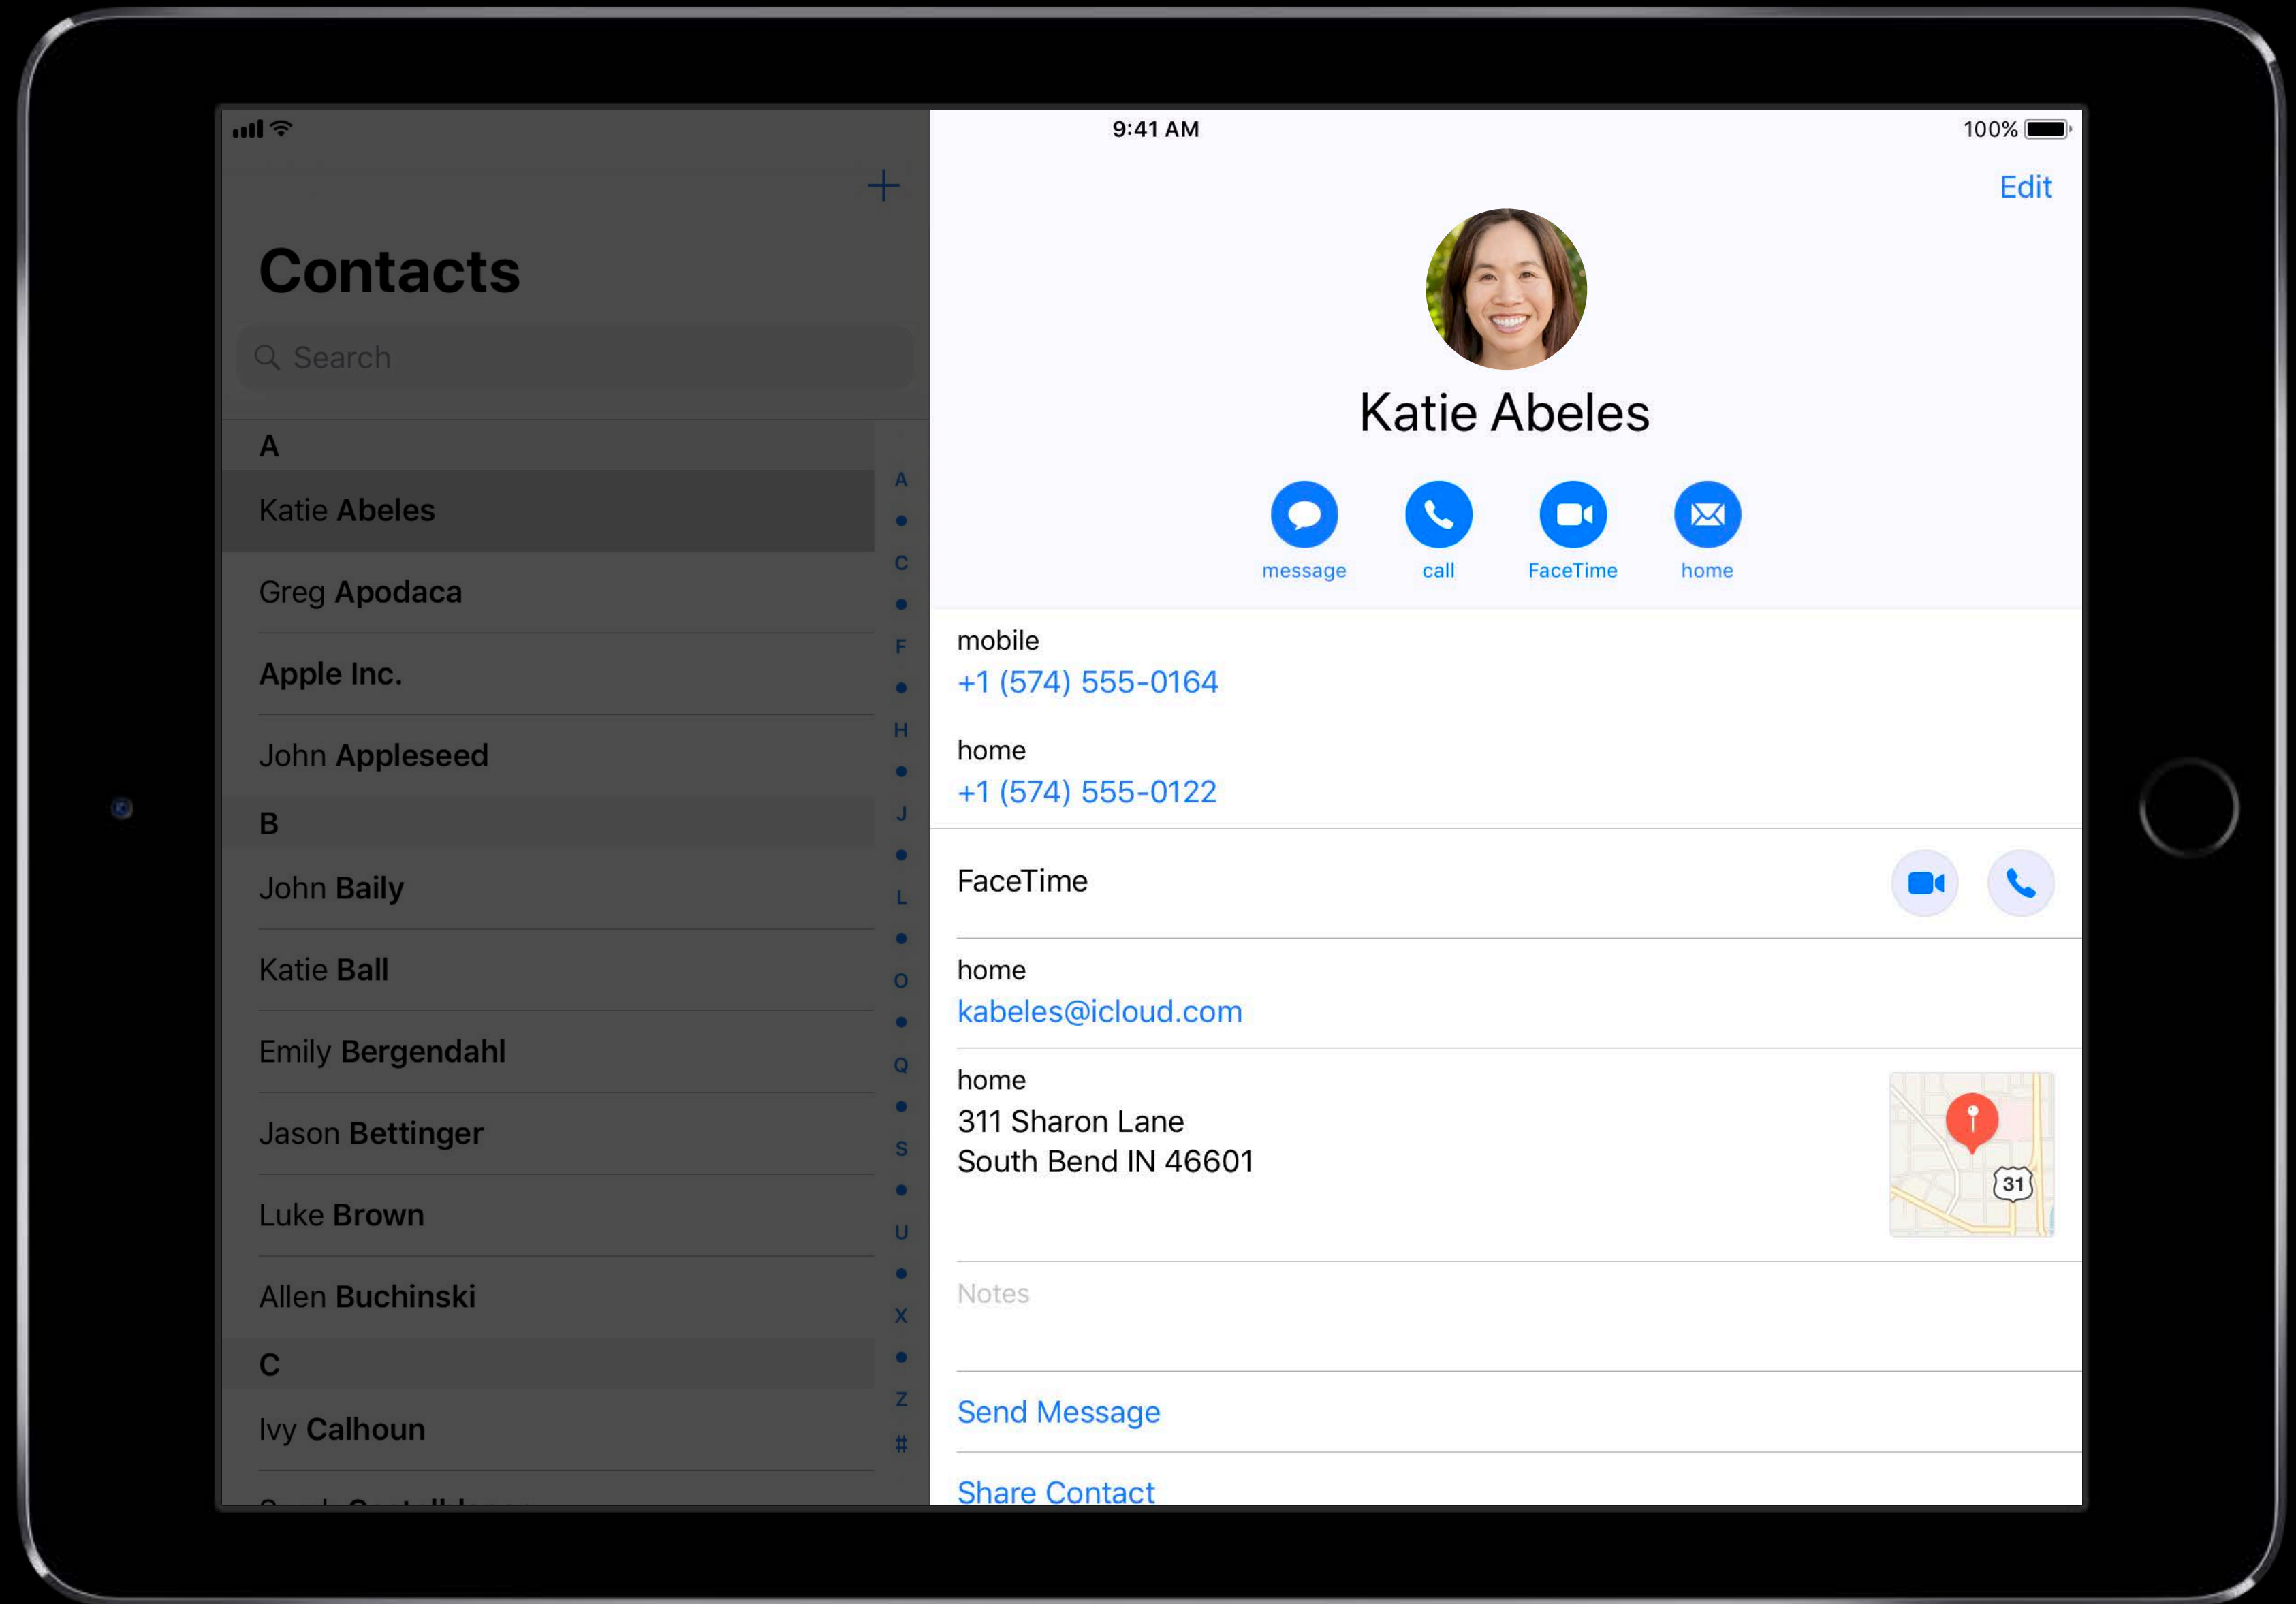 9:41 AM
100%
Contacts
Search
A
Katie Abeles
Greg Apodaca
Apple Inc.
John Appleseed
B
John Baily
Katie Ball
Emily Bergendahl
Jason Bettinger
Luke Brown
Allen Buchinski
C
Ivy Calhoun
A
C
F
H
J
L
O
Q
S
U
X
Z
#
Edit
Katie Abeles
message call FaceTime home
mobile
+1 (574) 555-0164
home
+1 (574) 555-0122
FaceTime
home
kabeles@icloud.com
home
311 Sharon Lane
South Bend IN 46601
31
Notes
Send Message
Share Contact